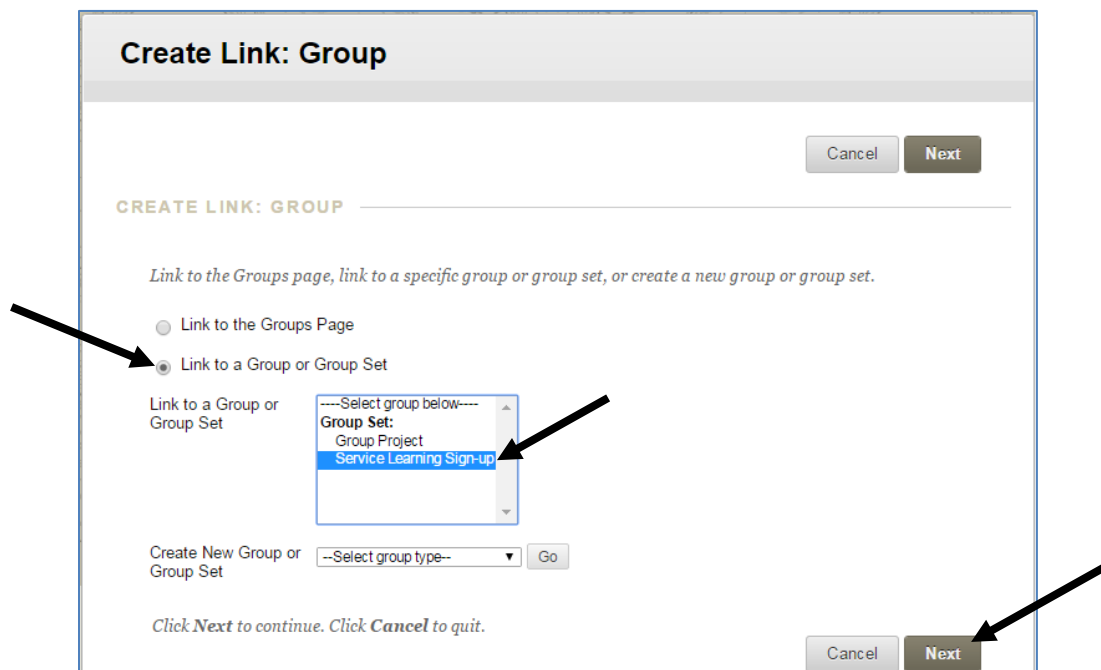 Create Link: Group
Cancel Next
CREATE LINK: GROUP
Link to the Groups page, link to a specific group or group set, or create a new group or group set.
Link to the Groups Page
Link to a Group or Group Set
Link to a Group or
Group Set
----Select group below----
Group Set:
Group Project
Service Learning Sign-up
Create New Group or
Group Set
--Select group type--
Go
Click Next to continue. Click Cancel to quit.
Cancel Next